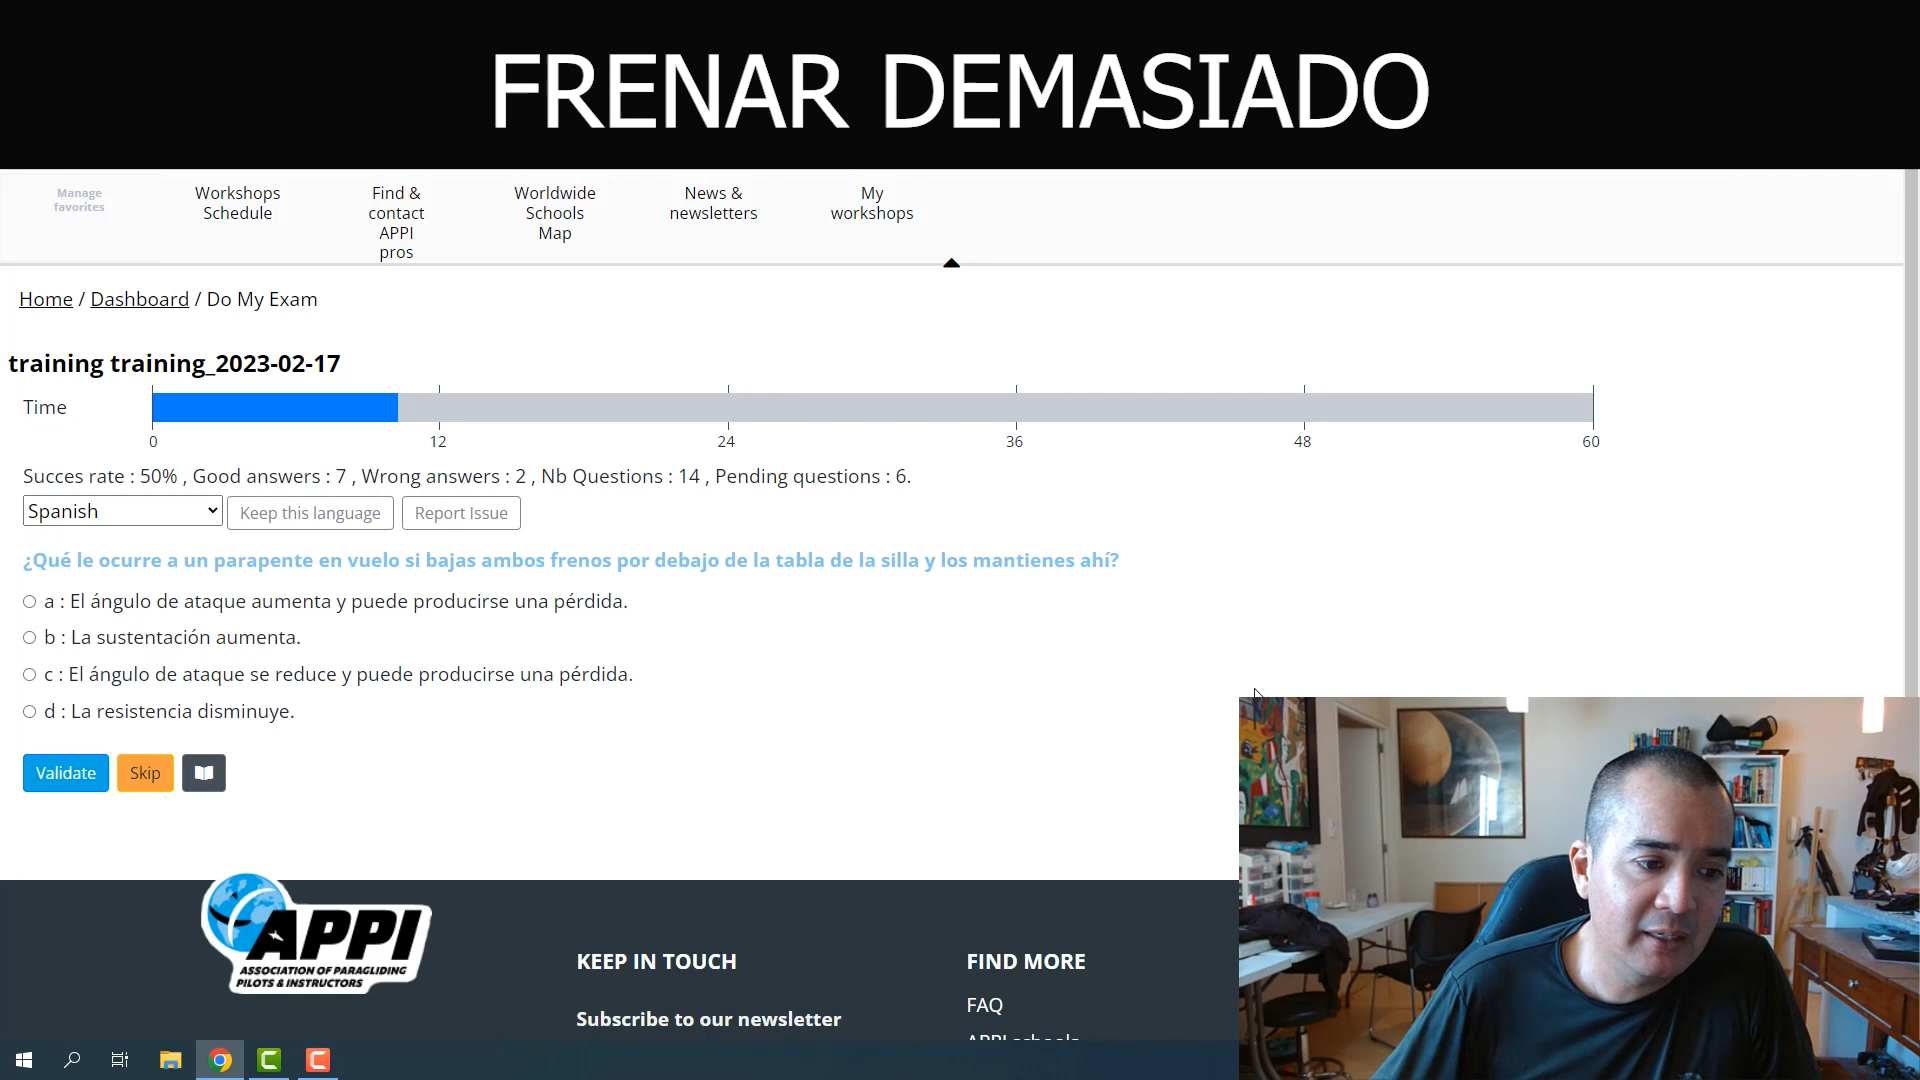 FRENAR DEMASIADO
Manage
favorites
Workshops
Schedule
Find &
contact
APPI
pros
Worldwide
Schools
Map
News &
newsletters
My
workshops
Home / Dashboard / Do My Exam
training training_2023-02-17
Time
0 12 24 36 48 60
Succes rate : 50% , Good answers : 7 , Wrong answers : 2 , Nb Questions : 14 , Pending questions : 6.
Spanish Keep this language Report Issue
¿Qué le ocurre a un parapente en vuelo si bajas ambos frenos por debajo de la tabla de la silla y los mantienes ahí?
a : El ángulo de ataque aumenta y puede producirse una pérdida.
b : La sustentación aumenta.
c : El ángulo de ataque se reduce y puede producirse una pérdida.
d : La resistencia disminuye.
Validate Skip
APPI
ASSOCIATION OF PARAGLIDING
PILOTS & INSTRUCTORS
KEEP IN TOUCH
Subscribe to our newsletter
FIND MORE
FAQ
APPI schools